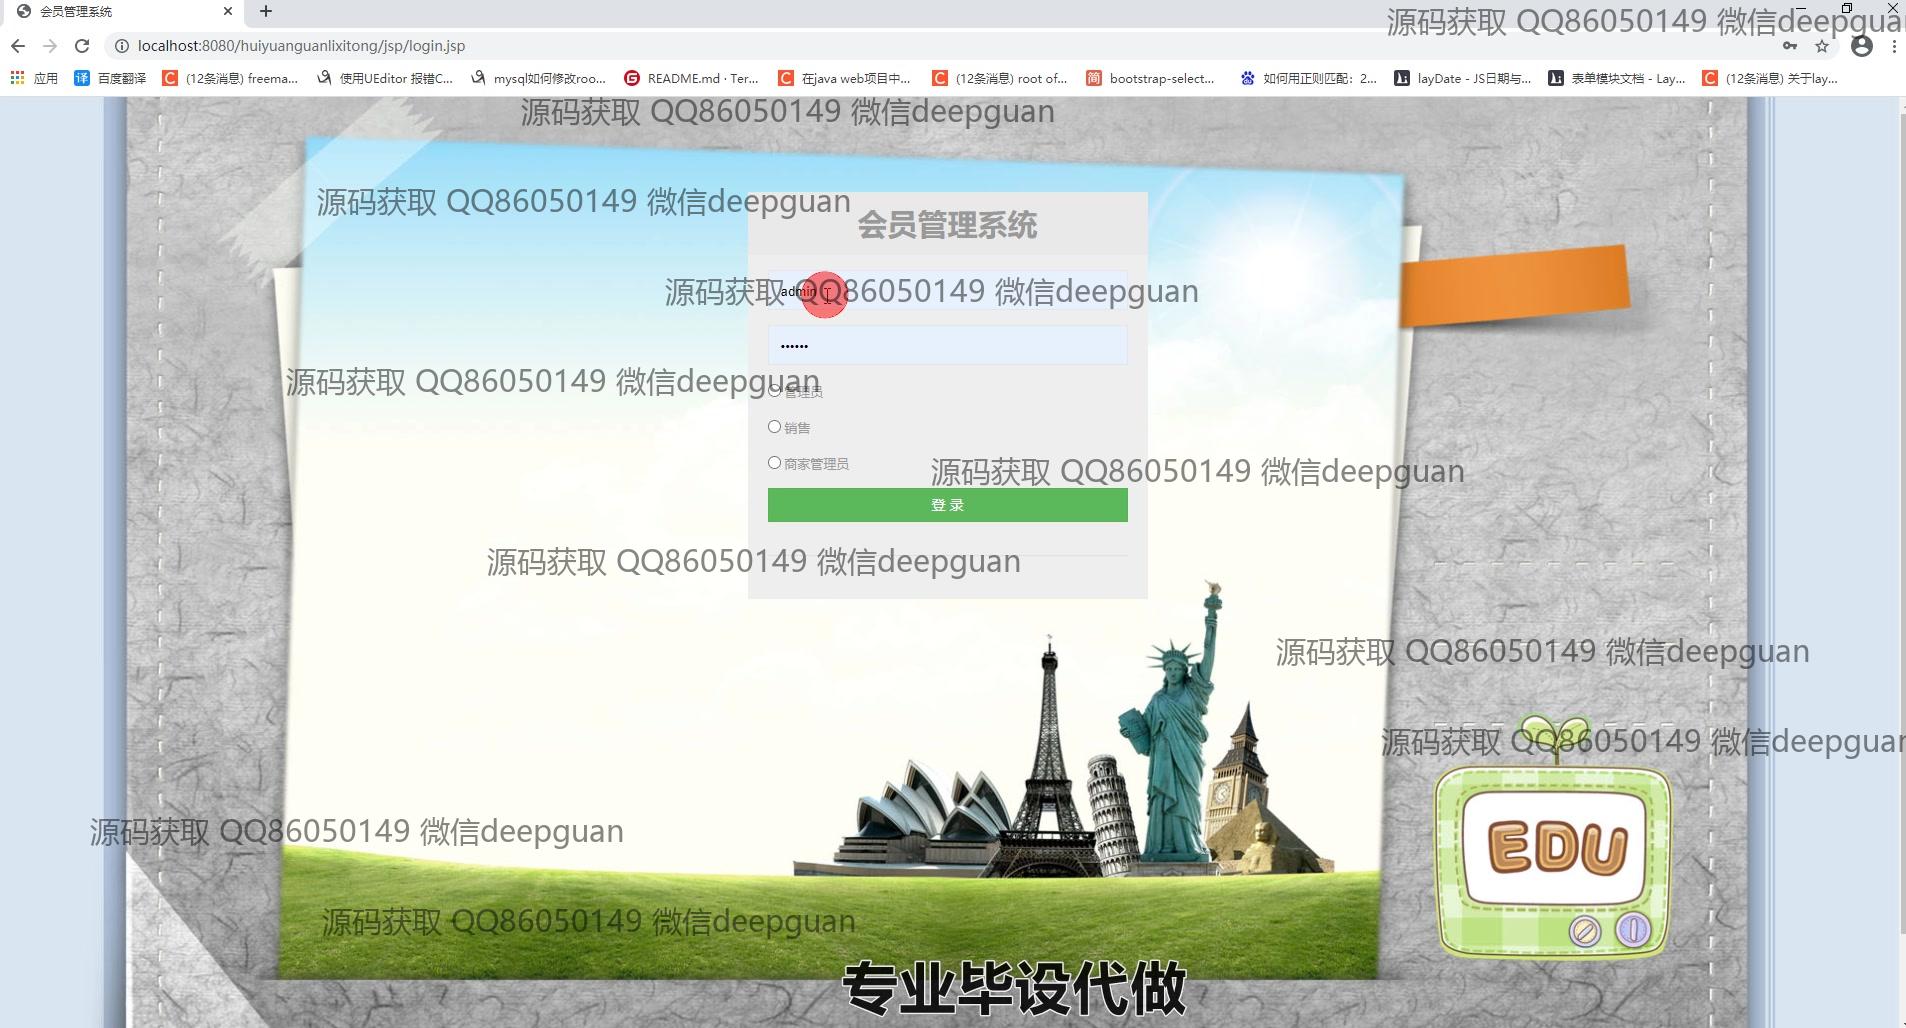 会员管理系统
源码获取 QQ86050149 微信deepgua
localhost:8080/huiyuanguanlixitong/jsp/login.jsp
应用 百度翻译 (12条消息) freema... 使用UEditor 报错C... mysql如何修改roo... README.md · Ter... 在java web项目中... (12条消息) root of... bootstrap-select... 如何用正则匹配：2... layDate - JS日期与... 表单模块文档 - Lay... (12条消息) 关于lay...
源码获取 QQ86050149 微信deepguan
源码获取 QQ86050149 微信deepguan
会员管理系统
admin
源码获取 QQ86050149 微信deepguan
源码获取 QQ86050149 微信deepguan
管理员
销售
商家管理员
源码获取 QQ86050149 微信deepguan
登 录
源码获取 QQ86050149 微信deepguan
源码获取 QQ86050149 微信deepguan
源码获取 QQ86050149 微信deepguan
源码获取 QQ86050149 微信deepguan
EDU
源码获取 QQ86050149 微信deepguan
专业毕设代做